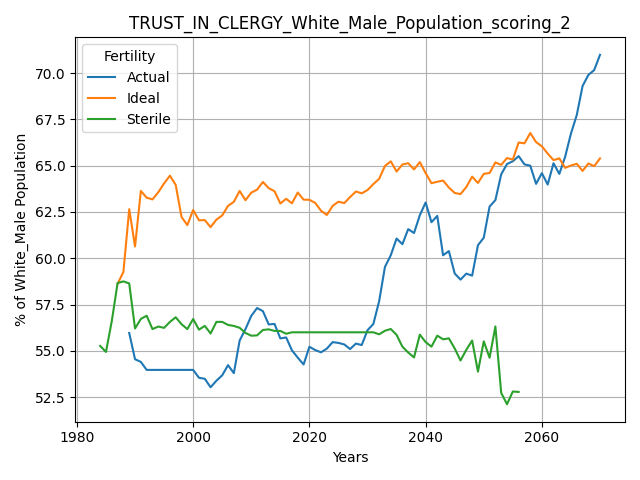 TRUST_IN_CLERGY_White_Male_Population_scoring_2
Fertility
Actual
Ideal
Sterile
% of White_Male Population
70.0
67.5
65.0
62.5
60.0
57.5
55.0
52.5
1980
2000
2020
2040
2060
Years